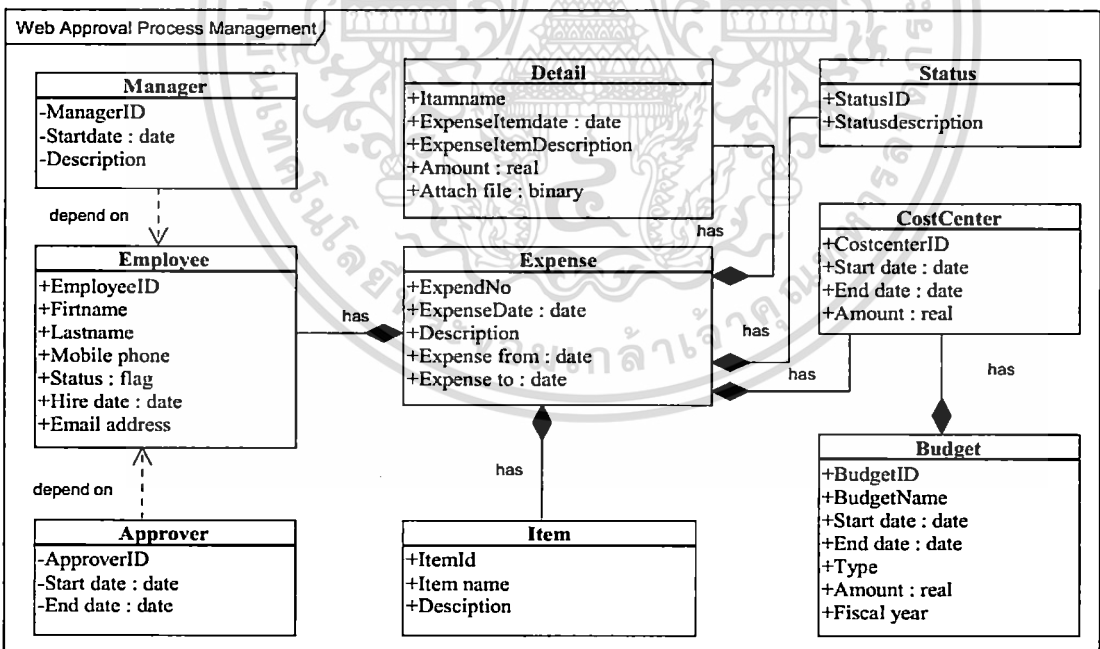 Web Approval Process Management
Manager
-ManagerID
-Startdate : date
-Description
depend on
Employee
+EmployeeID
+Firtname
+Lastname
+Mobile phone
+Status : flag
+Hire date : date
+Email address
depend on
Approver
-ApproverID
-Start date : date
-End date : date
Detail
+Itamname
+ExpenseItemdate : date
+ExpenseItemDescription
+Amount : real
+Attach file : binary
has
Expense
+ExpendNo
+ExpenseDate : date
+Description
+Expense from : date
+Expense to : date
has
has
has
has
Item
+ItemId
+Item name
+Desciption
Status
+StatusID
+Statusdescription
CostCenter
+CostcenterID
+Start date : date
+End date : date
+Amount : real
has
Budget
+BudgetID
+BudgetName
+Start date : date
+End date : date
+Type
+Amount : real
+Fiscal year